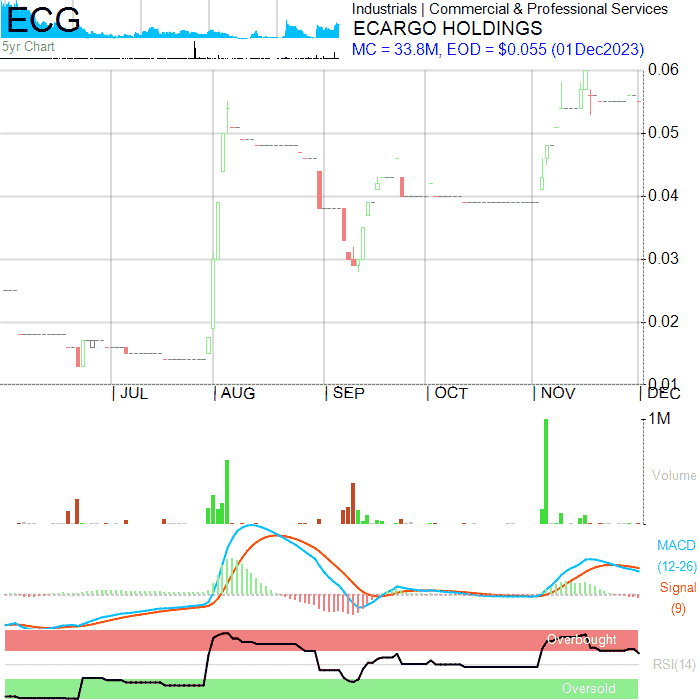 ECG
Industrials | Commercial & Professional Services
ECARGO HOLDINGS
5yr Chart
MC = 33.8M, EOD = $0.055 (01Dec2023)
0.06
0.05
0.04
0.03
0.02
0.01
JUL AUG SEP OCT NOV DEC
1M
Volume
MACD
(12-26)
Signal
(9)
Overbought
RSI(14)
Oversold